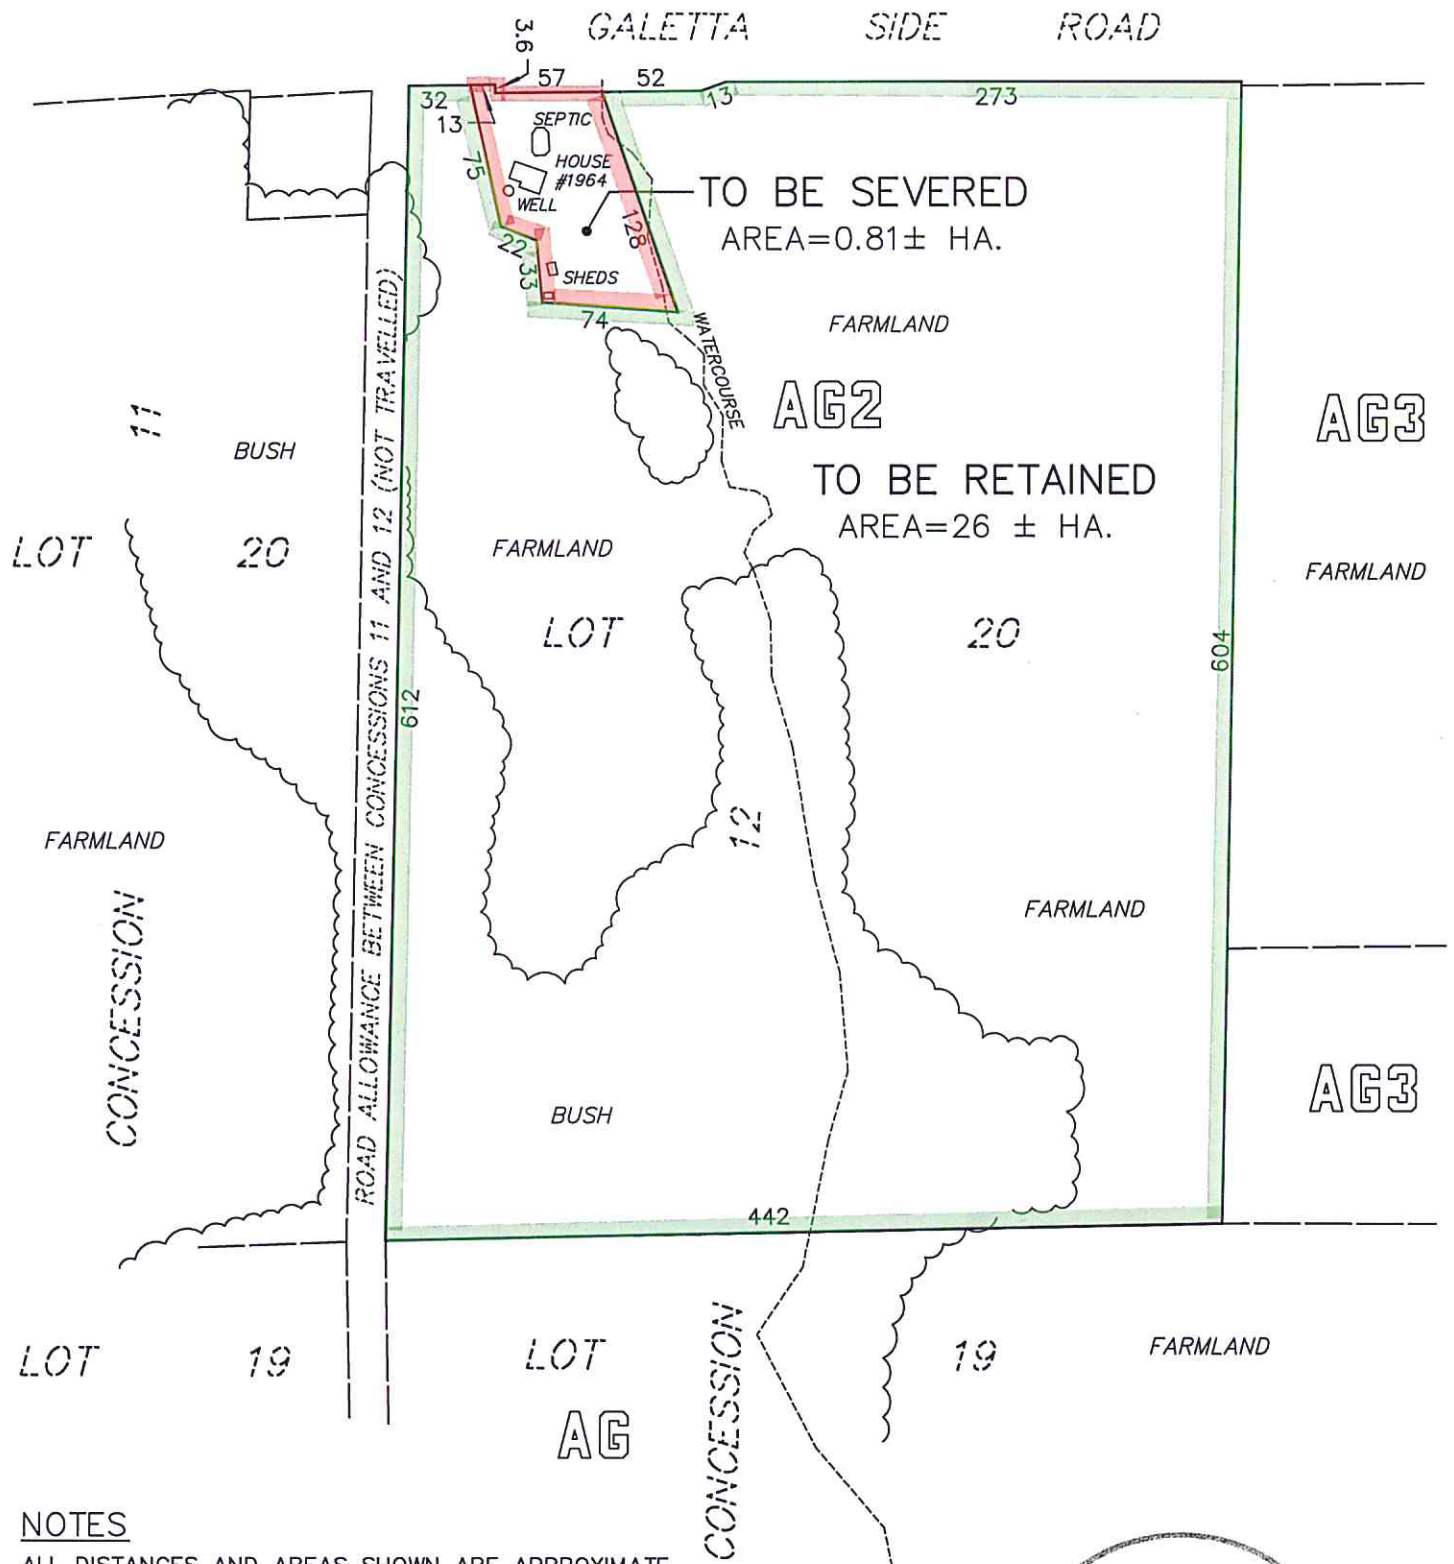 GALETTA SIDE ROAD
3.6
57
52
32
13
273
13
SEPTIC
75
HOUSE
#1964
WELL
TO BE SEVERED
AREA=0.81± HA.
128
22
33
SHEDS
74
WATERCOURSE
FARMLAND
AG2
AG3
11
BUSH
TO BE RETAINED
AREA=26 ± HA.
LOT 20
FARMLAND
FARMLAND
LOT 20
ROAD ALLOWANCE BETWEEN CONCESSIONS 11 AND 12 (NOT TRAVELLED)
612
604
12
FARMLAND
FARMLAND
CONCESSION
AG3
BUSH
442
LOT 19
LOT 19
FARMLAND
CONCESSION
AG
NOTES
ALL DISTANCES AND AREAS SHOWN ARE APPROXIMATE